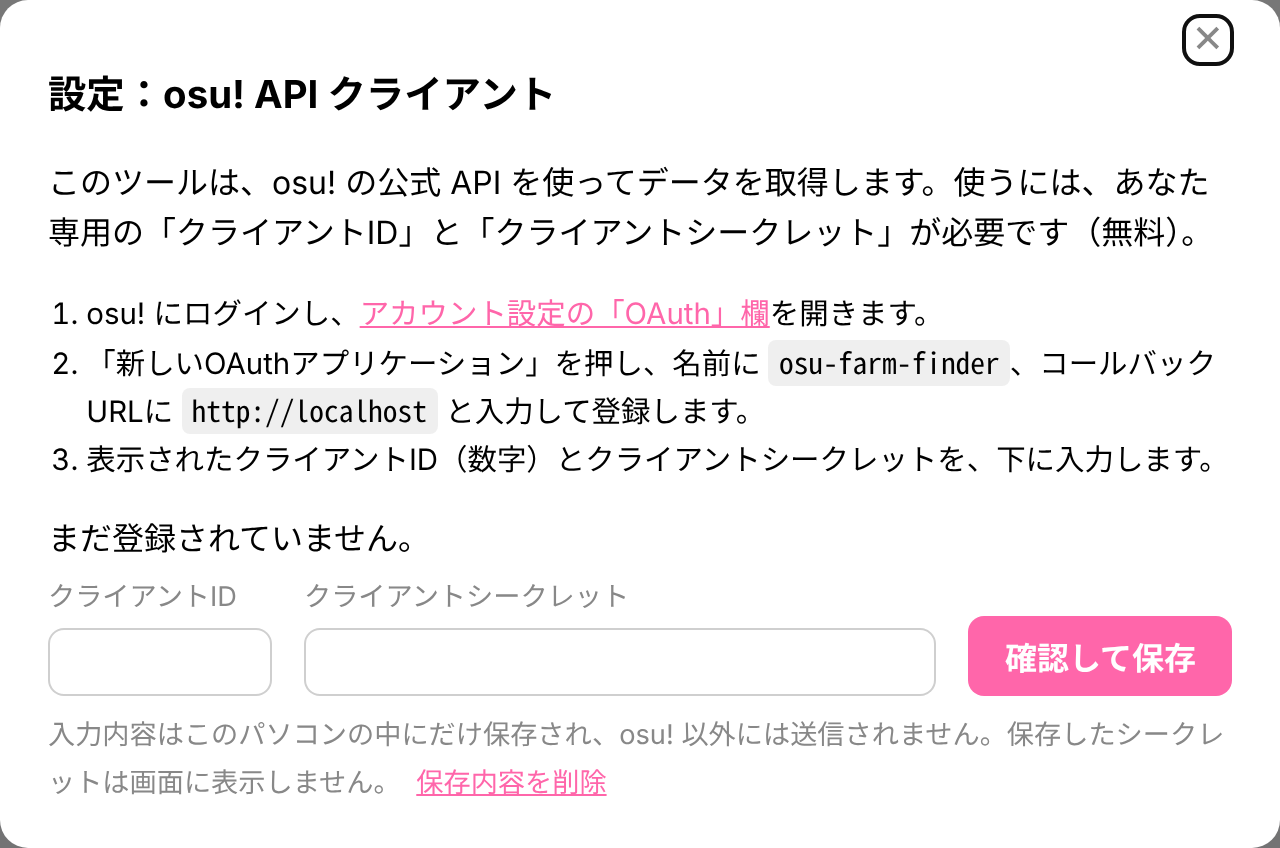 設定：osu! API クライアント
このツールは、osu! の公式 API を使ってデータを取得します。使うには、あなた
専用の「クライアントID」と「クライアントシークレット」が必要です（無料）。
1. osu! にログインし、アカウント設定の「OAuth」欄を開きます。
2. 「新しいOAuthアプリケーション」を押し、名前に osu-farm-finder、コールバック
URLに http://localhost と入力して登録します。
3. 表示されたクライアントID（数字）とクライアントシークレットを、下に入力します。
まだ登録されていません。
クライアントID クライアントシークレット
確認して保存
入力内容はこのパソコンの中にだけ保存され、osu! 以外には送信されません。保存したシークレ
ットは画面に表示しません。 保存内容を削除